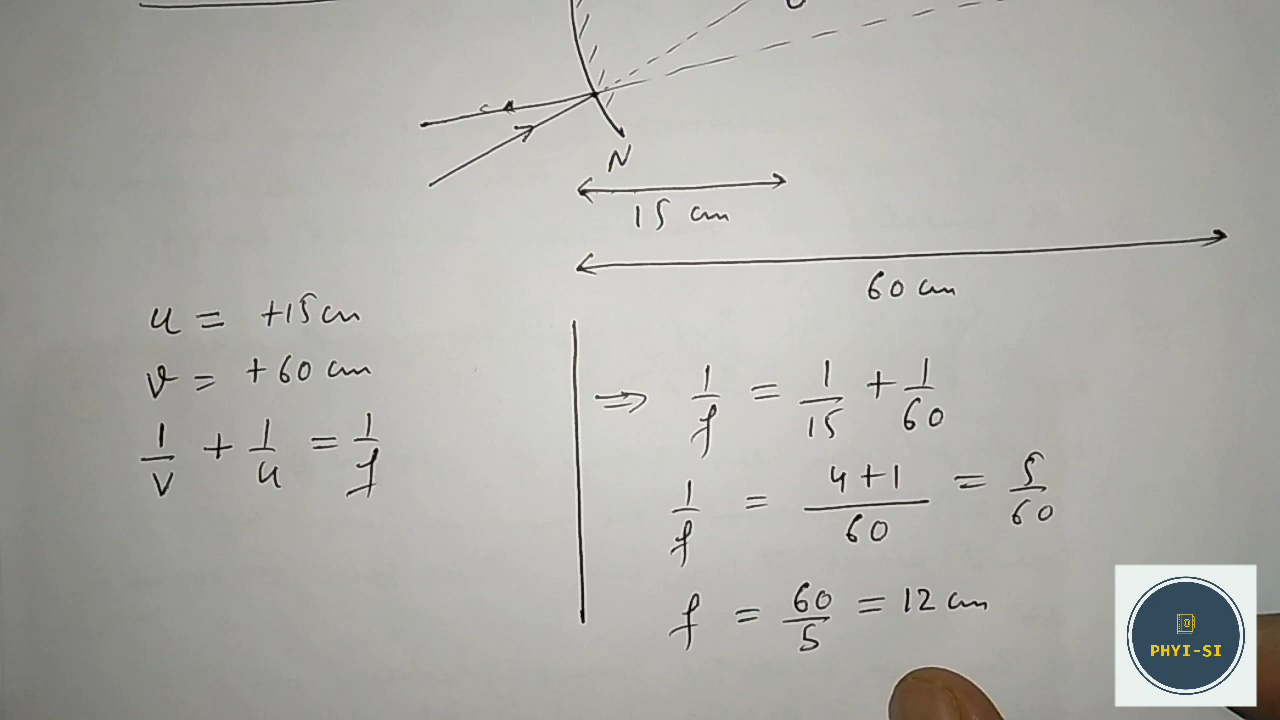 O
N
15 cm
60 cm
u = +15 cm
v = +60 cm
1/v + 1/u = 1/f
⇒ 1/f = 1/15 + 1/60
1/f = (4+1)/60 = 5/60
f = 60/5 = 12 cm
PHYI-SI